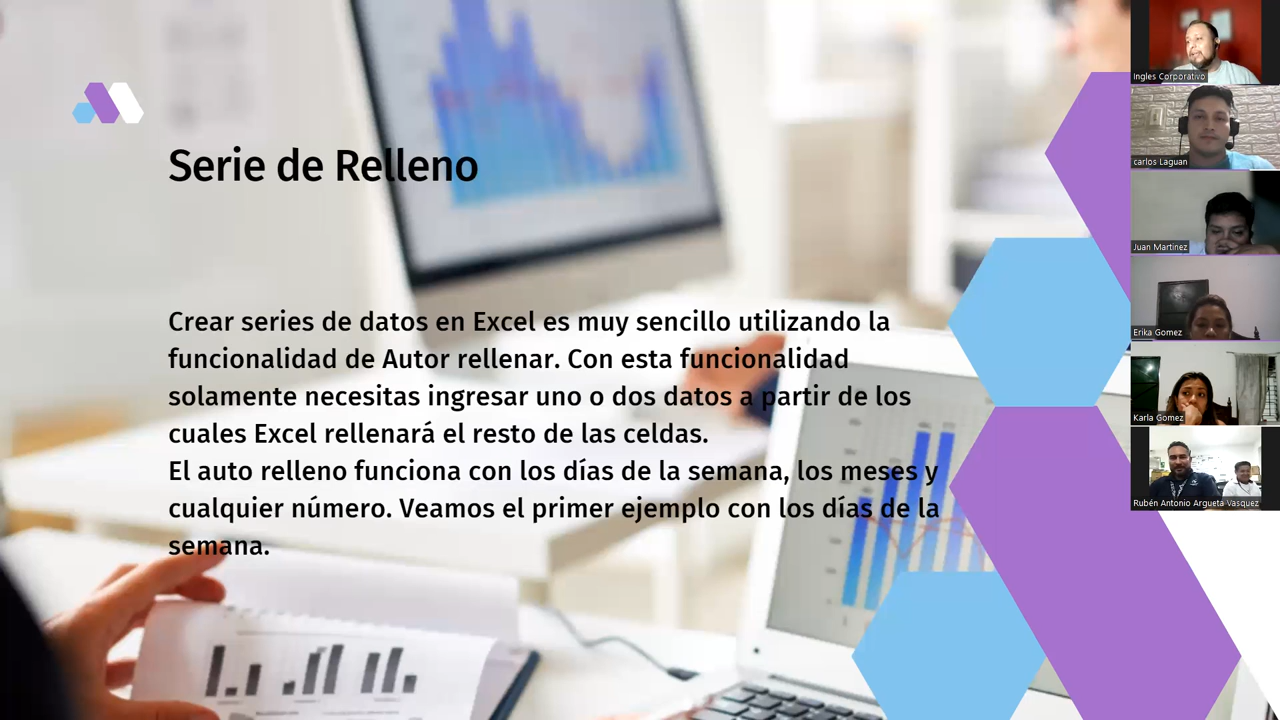 Serie de Relleno
Crear series de datos en Excel es muy sencillo utilizando la
funcionalidad de Autor rellenar. Con esta funcionalidad
solamente necesitas ingresar uno o dos datos a partir de los
cuales Excel rellenará el resto de las celdas.
El auto relleno funciona con los días de la semana, los meses y
cualquier número. Veamos el primer ejemplo con los días de la
semana.
Ingles Corporativo
carlos Laguan
Juan Martinez
Erika Gomez
Karla Gomez
Rubén Antonio Argueta Vasquez